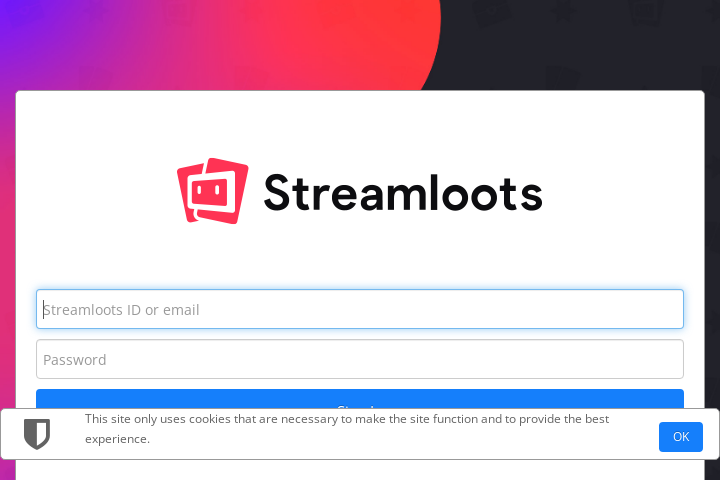 Streamloots
Streamloots ID or email
Password
This site only uses cookies that are necessary to make the site function and to provide the best
experience.
OK